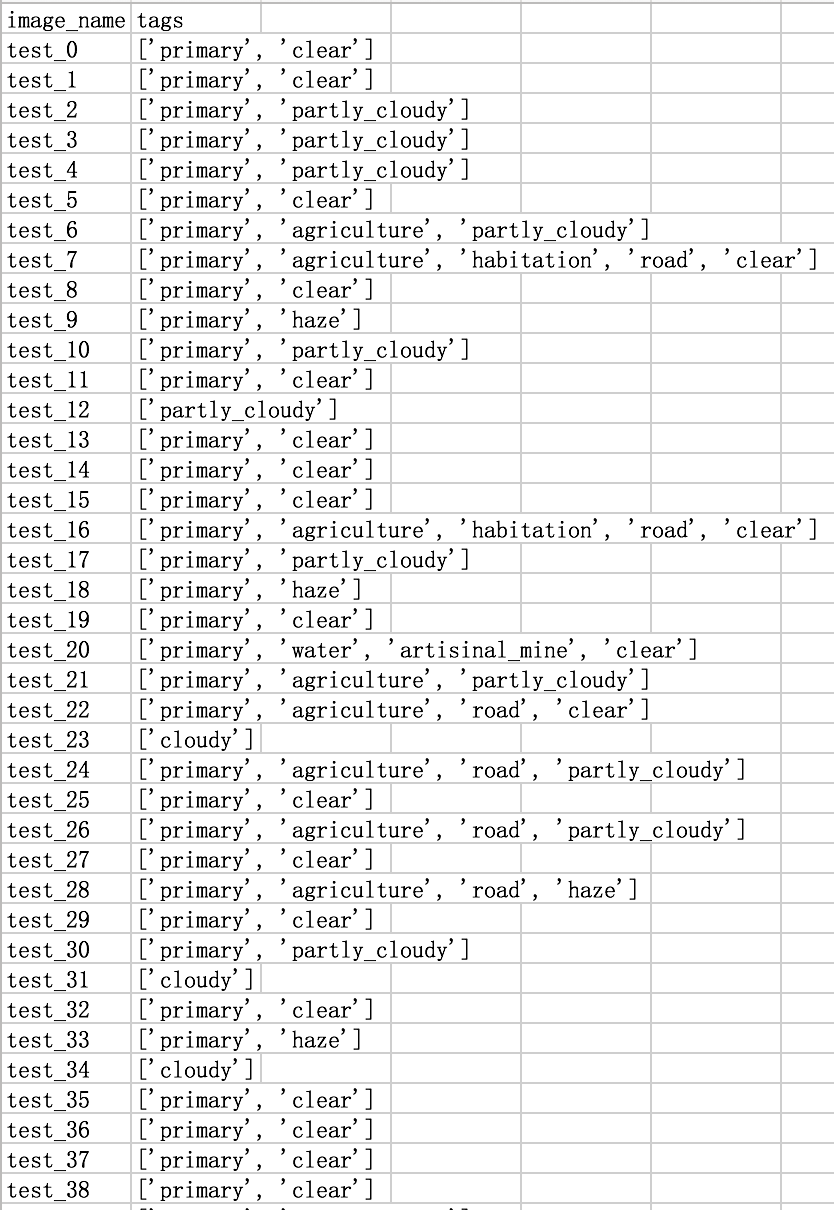 image_name tags
test_0 ['primary', 'clear']
test_1 ['primary', 'clear']
test_2 ['primary', 'partly_cloudy']
test_3 ['primary', 'partly_cloudy']
test_4 ['primary', 'partly_cloudy']
test_5 ['primary', 'clear']
test_6 ['primary', 'agriculture', 'partly_cloudy']
test_7 ['primary', 'agriculture', 'habitation', 'road', 'clear']
test_8 ['primary', 'clear']
test_9 ['primary', 'haze']
test_10 ['primary', 'partly_cloudy']
test_11 ['primary', 'clear']
test_12 ['partly_cloudy']
test_13 ['primary', 'clear']
test_14 ['primary', 'clear']
test_15 ['primary', 'clear']
test_16 ['primary', 'agriculture', 'habitation', 'road', 'clear']
test_17 ['primary', 'partly_cloudy']
test_18 ['primary', 'haze']
test_19 ['primary', 'clear']
test_20 ['primary', 'water', 'artisinal_mine', 'clear']
test_21 ['primary', 'agriculture', 'partly_cloudy']
test_22 ['primary', 'agriculture', 'road', 'clear']
test_23 ['cloudy']
test_24 ['primary', 'agriculture', 'road', 'partly_cloudy']
test_25 ['primary', 'clear']
test_26 ['primary', 'agriculture', 'road', 'partly_cloudy']
test_27 ['primary', 'clear']
test_28 ['primary', 'agriculture', 'road', 'haze']
test_29 ['primary', 'clear']
test_30 ['primary', 'partly_cloudy']
test_31 ['cloudy']
test_32 ['primary', 'clear']
test_33 ['primary', 'haze']
test_34 ['cloudy']
test_35 ['primary', 'clear']
test_36 ['primary', 'clear']
test_37 ['primary', 'clear']
test_38 ['primary', 'clear']